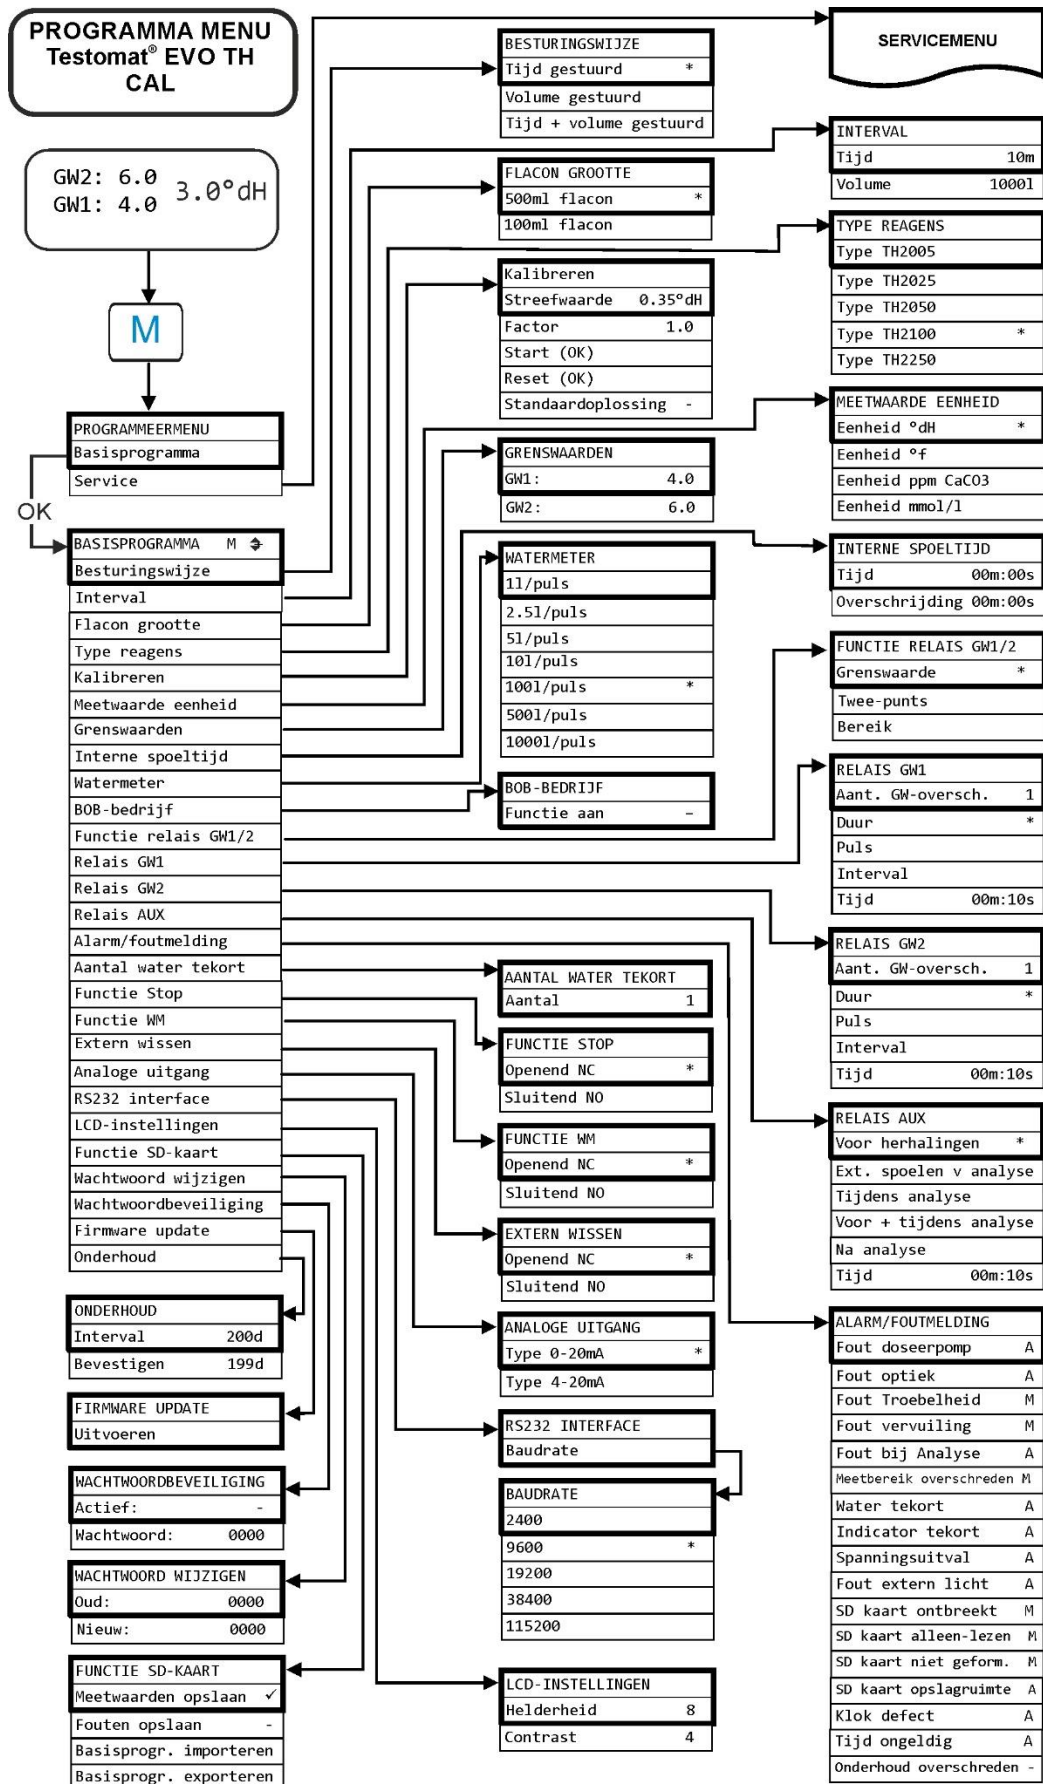 PROGRAMMA MENU
Testomat® EVO TH
CAL
GW2: 6.0
GW1: 4.0
3.0°dH
M
PROGRAMMEERMENU
Basisprogramma
Service
OK
BASISPROGRAMMA M
Besturingswijze
Interval
Flacon grootte
Type reagens
Kalibreren
Meetwaarde eenheid
Grenswaarden
Interne spoeltijd
Watermeter
BOB-bedrijf
Functie relais GW1/2
Relais GW1
Relais GW2
Relais AUX
Alarm/foutmelding
Aantal water tekort
Functie Stop
Functie WM
Extern wissen
Analoge uitgang
RS232 interface
LCD-instellingen
Functie SD-kaart
Wachtwoord wijzigen
Wachtwoordbeveiliging
Firmware update
Onderhoud
ONDERHOUD
Interval 200d
Bevestigen 199d
FIRMWARE UPDATE
Uitvoeren
WACHTWOORDBEVEILIGING
Actief: -
Wachtwoord: 0000
WACHTWOORD WIJZIGEN
Oud: 0000
Nieuw: 0000
FUNCTIE SD-KAART
Meetwaarden opslaan ✓
Fouten opslaan -
Basisprogr. importeren
Basisprogr. exporteren
BESTURINGSWIJZE
Tijd gestuurd *
Volume gestuurd
Tijd + volume gestuurd
FLACON GROOTTE
500ml flacon *
100ml flacon
Kalibreren
Streefwaarde 0.35°dH
Factor 1.0
Start (OK)
Reset (OK)
Standaardoplossing -
GRENSWAARDEN
GW1: 4.0
GW2: 6.0
WATERMETER
1l/puls
2.5l/puls
5l/puls
10l/puls
100l/puls *
500l/puls
1000l/puls
BOB-BEDRIJF
Functie aan -
AANTAL WATER TEKORT
Aantal 1
FUNCTIE STOP
Openend NC *
Sluitend NO
FUNCTIE WM
Openend NC *
Sluitend NO
EXTERN WISSEN
Openend NC *
Sluitend NO
ANALOGE UITGANG
Type 0-20mA *
Type 4-20mA
RS232 INTERFACE
Baudrate
BAUDRATE
2400
9600 *
19200
38400
115200
LCD-INSTELLINGEN
Helderheid 8
Contrast 4
SERVICEMENU
INTERVAL
Tijd 10m
Volume 1000l
TYPE REAGENS
Type TH2005
Type TH2025
Type TH2050
Type TH2100 *
Type TH2250
MEETWAARDE EENHEID
Eenheid °dH *
Eenheid °f
Eenheid ppm CaCO3
Eenheid mmol/l
INTERNE SPOELTIJD
Tijd 00m:00s
Overschrijding 00m:00s
FUNCTIE RELAIS GW1/2
Grenswaarde *
Twee-punts
Bereik
RELAIS GW1
Aant. GW-oversch. 1
Duur *
Puls
Interval
Tijd 00m:10s
RELAIS GW2
Aant. GW-oversch. 1
Duur *
Puls
Interval
Tijd 00m:10s
RELAIS AUX
Voor herhalingen *
Ext. spoelen v analyse
Tijdens analyse
Voor + tijdens analyse
Na analyse
Tijd 00m:10s
ALARM/FOUTMELDING
Fout doseerpomp A
Fout optiek A
Fout Troebelheid M
Fout vervuiling M
Fout bij Analyse A
Meetbereik overschreden M
Water tekort A
Indicator tekort A
Spanningsuitval A
Fout extern licht A
SD kaart ontbreekt M
SD kaart alleen-lezen M
SD kaart niet geform. M
SD kaart opslagruimte A
Klok defect A
Tijd ongeldig A
Onderhoud overschreden -